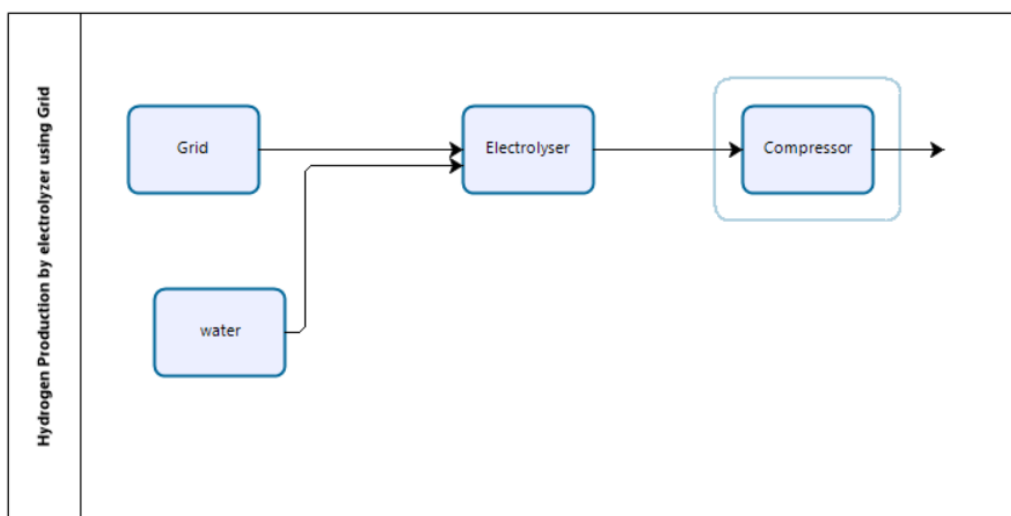 Hydrogen Production by electrolyzer using Grid
Grid
Electrolyser
Compressor
water